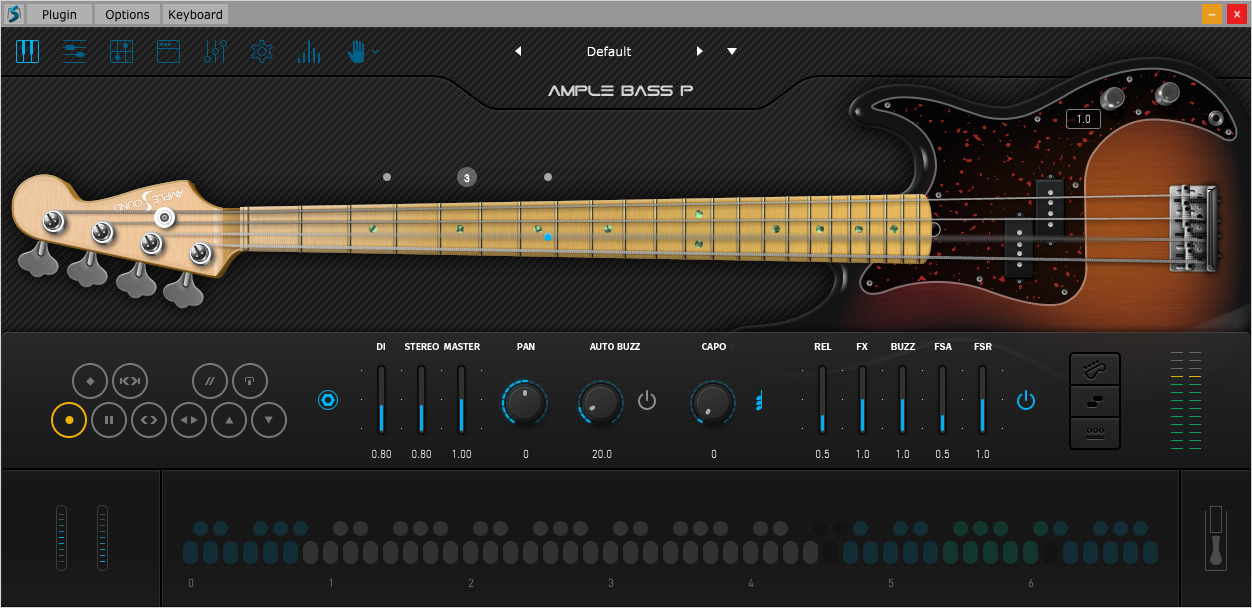 Plugin Options Keyboard x
Default
AMPLE BASS P
1.0
3
AMPLE SOUND
DI STEREO MASTER PAN AUTO BUZZ CAPO REL FX BUZZ FSA FSR
0.80 0.80 1.00 0 20.0 0 0.5 1.0 1.0 0.5 1.0
0 1 2 3 4 5 6